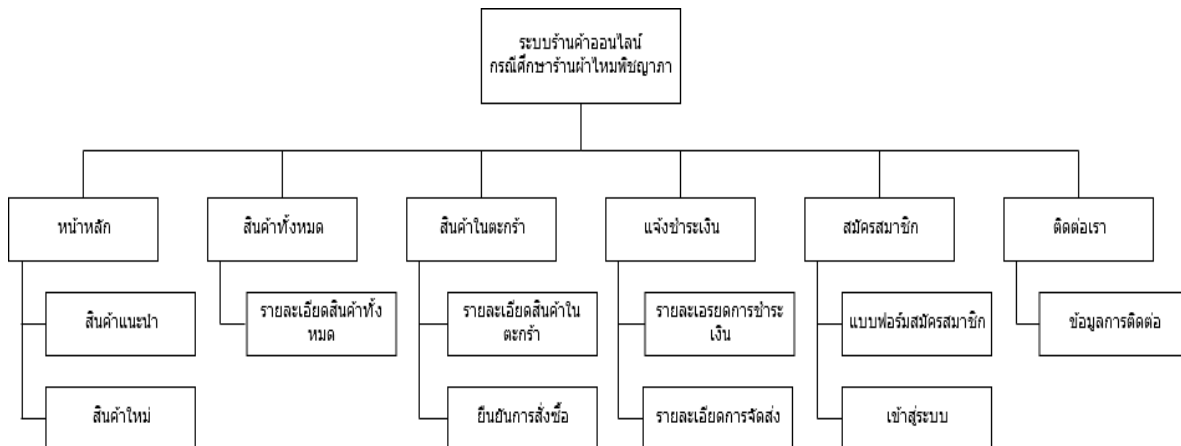 ระบบร้านค้าออนไลน์
กรณีศึกษาร้านผ้าไหมพิชญาภา
หน้าหลัก
สินค้าทั้งหมด
สินค้าในตะกร้า
แจ้งชำระเงิน
สมัครสมาชิก
ติดต่อเรา
สินค้าแนะนำ
รายละเอียดสินค้าทั้ง
หมด
รายละเอียดสินค้าใน
ตะกร้า
รายละเอรยดการชำระ
เงิน
แบบฟอร์มสมัครสมาชิก
ข้อมูลการติดต่อ
สินค้าใหม่
ยืนยันการสั่งซื้อ
รายละเอียดการจัดส่ง
เข้าสู่ระบบ